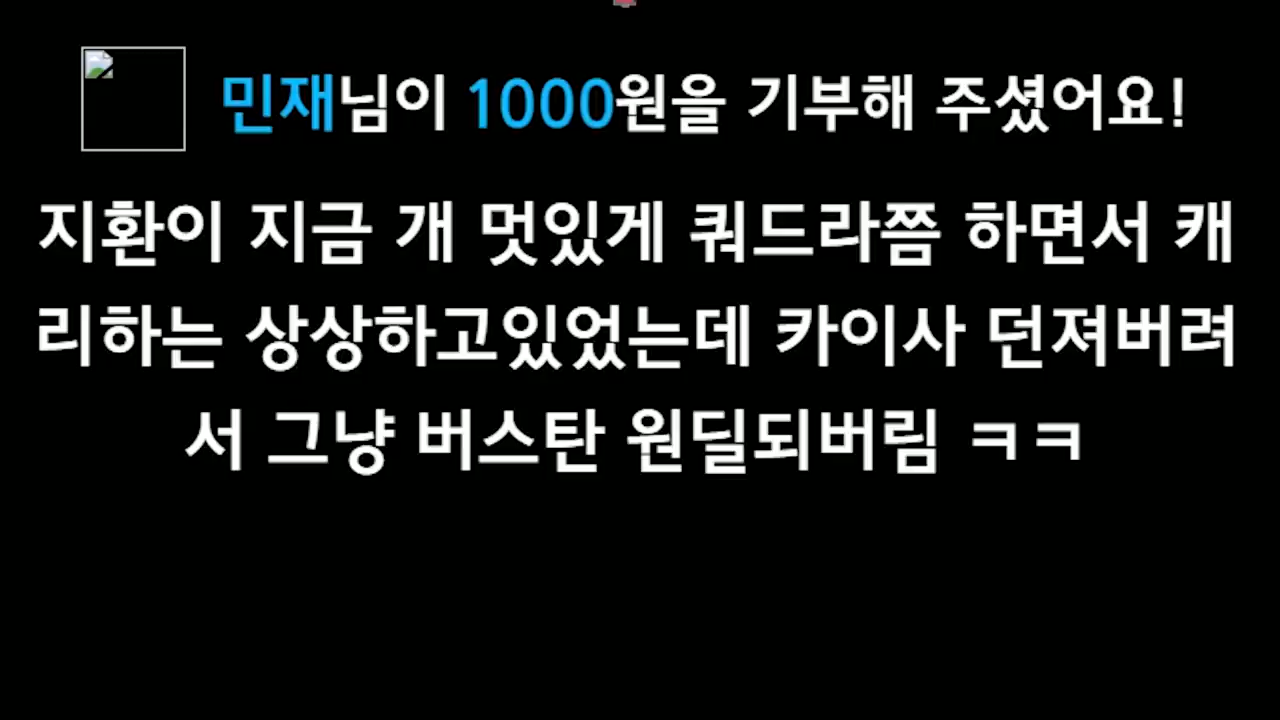 민재님이 1000원을 기부해 주셨어요!
지환이 지금 개 멋있게 쿼드라쯤 하면서 캐
리하는 상상하고있었는데 카이사 던져버려
서 그냥 버스탄 원딜되버림 ㅋㅋ